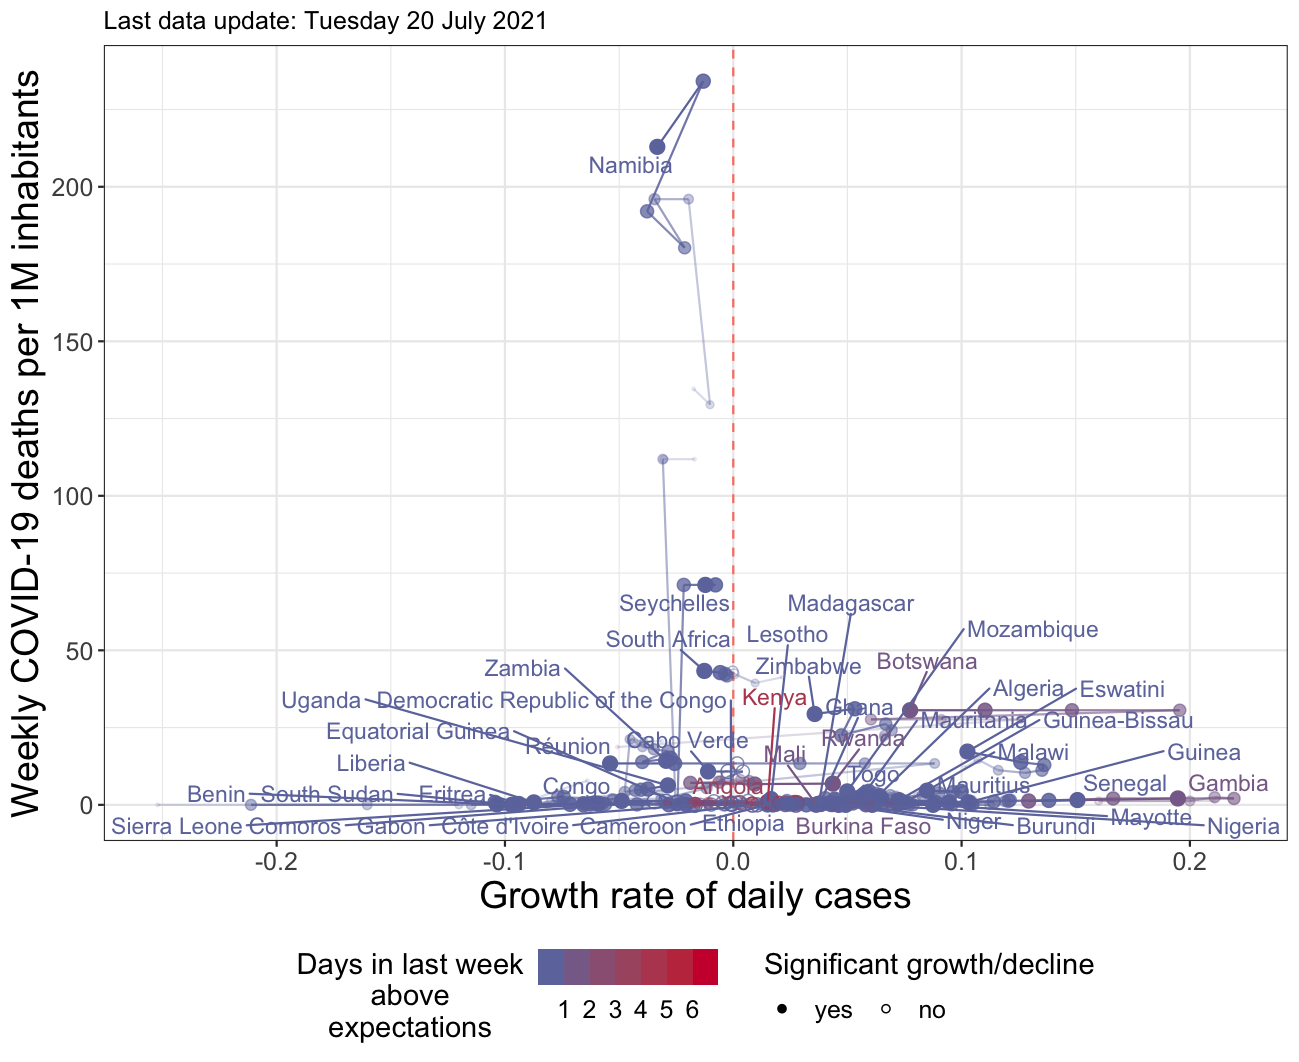 Last data update: Tuesday 20 July 2021
Weekly COVID-19 deaths per 1M inhabitants
200
150
100
50
0
Namibia
Seychelles
Madagascar
South Africa
Lesotho
Mozambique
Zambia
Zimbabwe
Botswana
Uganda
Democratic Republic of the Congo
Kenya
Ghana
Algeria
Eswatini
Equatorial Guinea
Mauritania
Guinea-Bissau
Réunion
Cabo Verde
Mali
Rwanda
Malawi
Guinea
Liberia
Congo
Angola
Togo
Mauritius
Senegal
Gambia
Benin
South Sudan
Eritrea
Sierra Leone
Comoros
Gabon
Côte d'Ivoire
Cameroon
Ethiopia
Burkina Faso
Niger
Burundi
Mayotte
Nigeria
-0.2
-0.1
0.0
0.1
0.2
Growth rate of daily cases
Days in last week
above
expectations
1 2 3 4 5 6
Significant growth/decline
yes
no